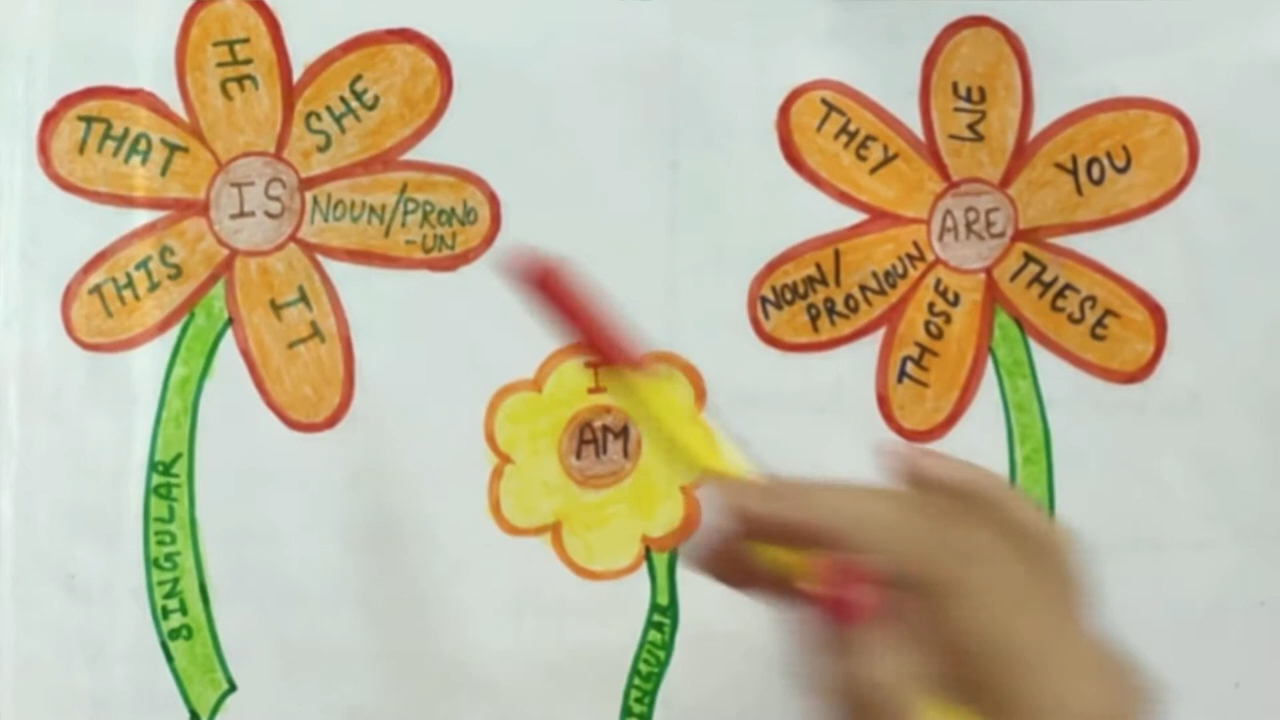 HE
SHE
THAT
IS
NOUN/PRONO
-UN
THIS
IT
SINGULAR
I
AM
WE
THEY
YOU
ARE
NOUN/
PRONOUN
THESE
THOSE